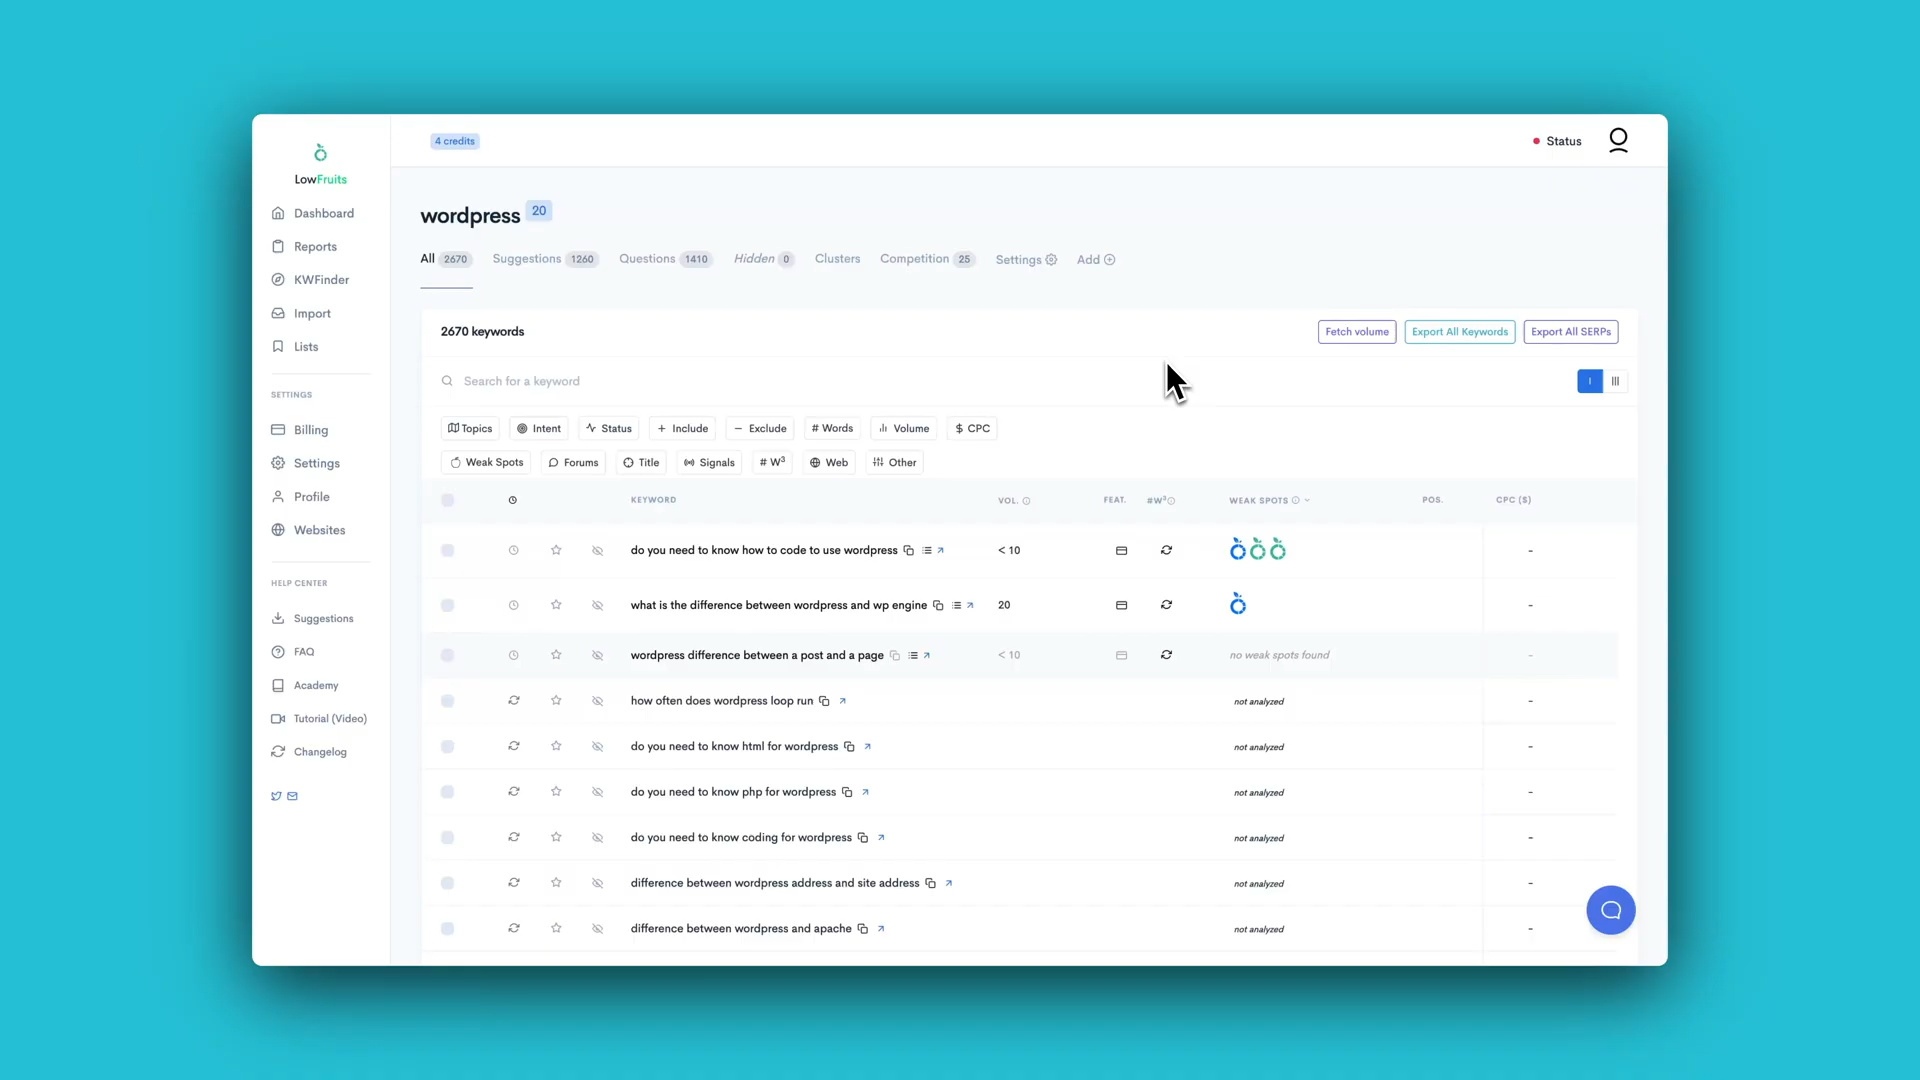 4 credits
Status
LowFruits
Dashboard
Reports
KWFinder
Import
Lists
SETTINGS
Billing
Settings
Profile
Websites
HELP CENTER
Suggestions
FAQ
Academy
Tutorial (Video)
Changelog
wordpress 20
All 2670 Suggestions 1260 Questions 1410 Hidden 0 Clusters Competition 25 Settings Add
2670 keywords
Fetch volume Export All Keywords Export All SERPs
Search for a keyword
Topics Intent Status + Include − Exclude # Words Volume $ CPC
Weak Spots Forums Title Signals # W³ Web Other
KEYWORD VOL. FEAT. #W³ WEAK SPOTS POS. CPC ($)
do you need to know how to code to use wordpress < 10 -
what is the difference between wordpress and wp engine 20 -
wordpress difference between a post and a page < 10 no weak spots found -
how often does wordpress loop run not analyzed -
do you need to know html for wordpress not analyzed -
do you need to know php for wordpress not analyzed -
do you need to know coding for wordpress not analyzed -
difference between wordpress address and site address not analyzed -
difference between wordpress and apache not analyzed -